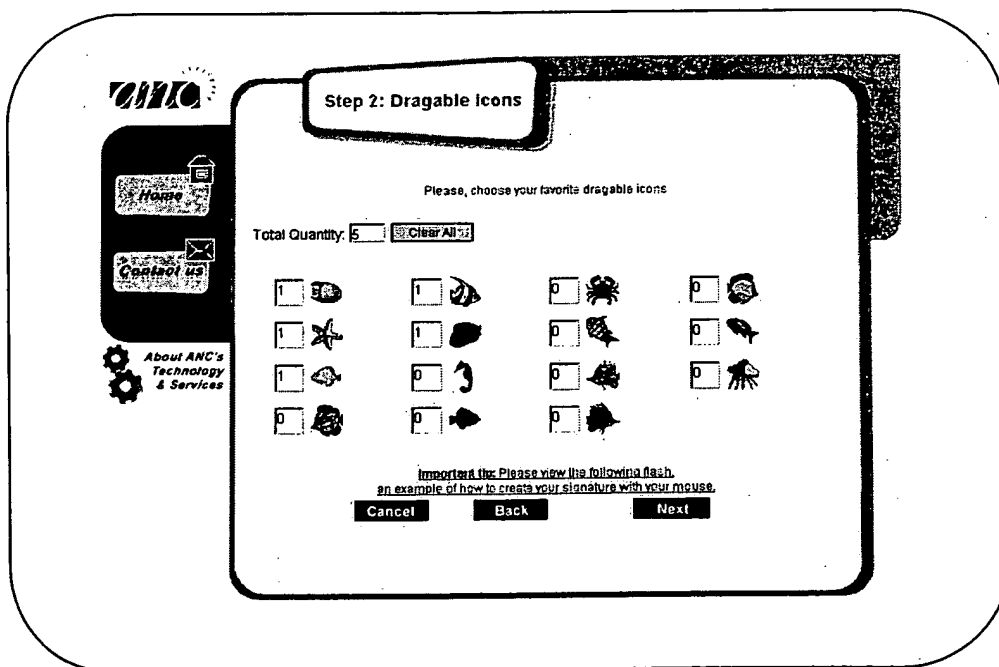 anc
Step 2: Dragable icons
Home
Please, choose your favorite dragable icons
Total Quantity: 5 Clear All
Contact us
1 1 0 0
1 1 0 0
About ANC's
Technology
& Services
1 0 0 0
0 0 0
Important tip: Please view the following flash,
an example of how to create your signature with your mouse.
Cancel Back Next